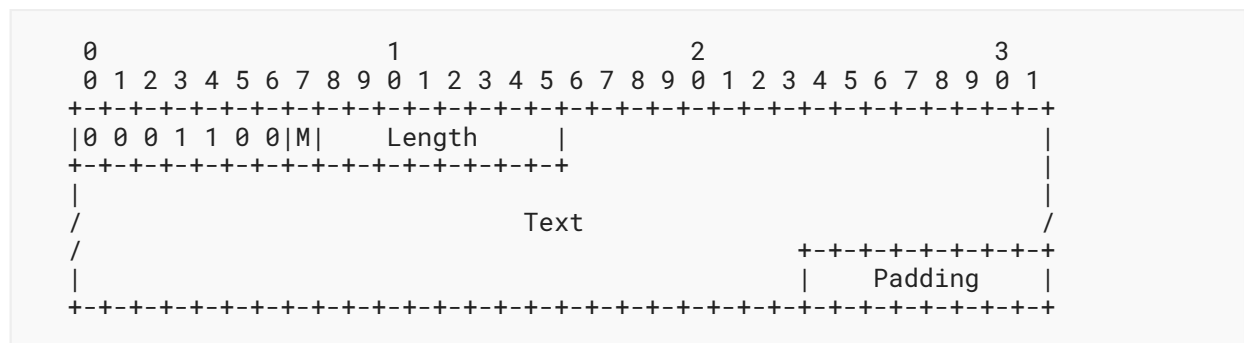 0                   1                   2                   3
 0 1 2 3 4 5 6 7 8 9 0 1 2 3 4 5 6 7 8 9 0 1 2 3 4 5 6 7 8 9 0 1
+-+-+-+-+-+-+-+-+-+-+-+-+-+-+-+-+-+-+-+-+-+-+-+-+-+-+-+-+-+-+-+-+
|0 0 0 1 1 0 0|M|    Length     |                               |
+-+-+-+-+-+-+-+-+-+-+-+-+-+-+-+-+                               |
|                                                               |
/                             Text                              /
/                                               +-+-+-+-+-+-+-+-+
|                                               |    Padding    |
+-+-+-+-+-+-+-+-+-+-+-+-+-+-+-+-+-+-+-+-+-+-+-+-+-+-+-+-+-+-+-+-+